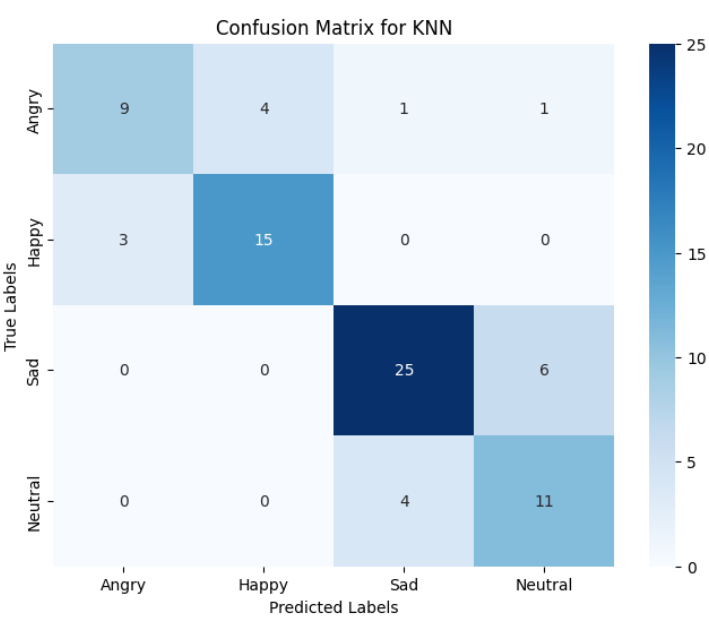 Confusion Matrix for KNN
True Labels
Angry 9 4 1 1
Happy 3 15 0 0
Sad 0 0 25 6
Neutral 0 0 4 11
Angry Happy Sad Neutral
Predicted Labels
25
20
15
10
5
0